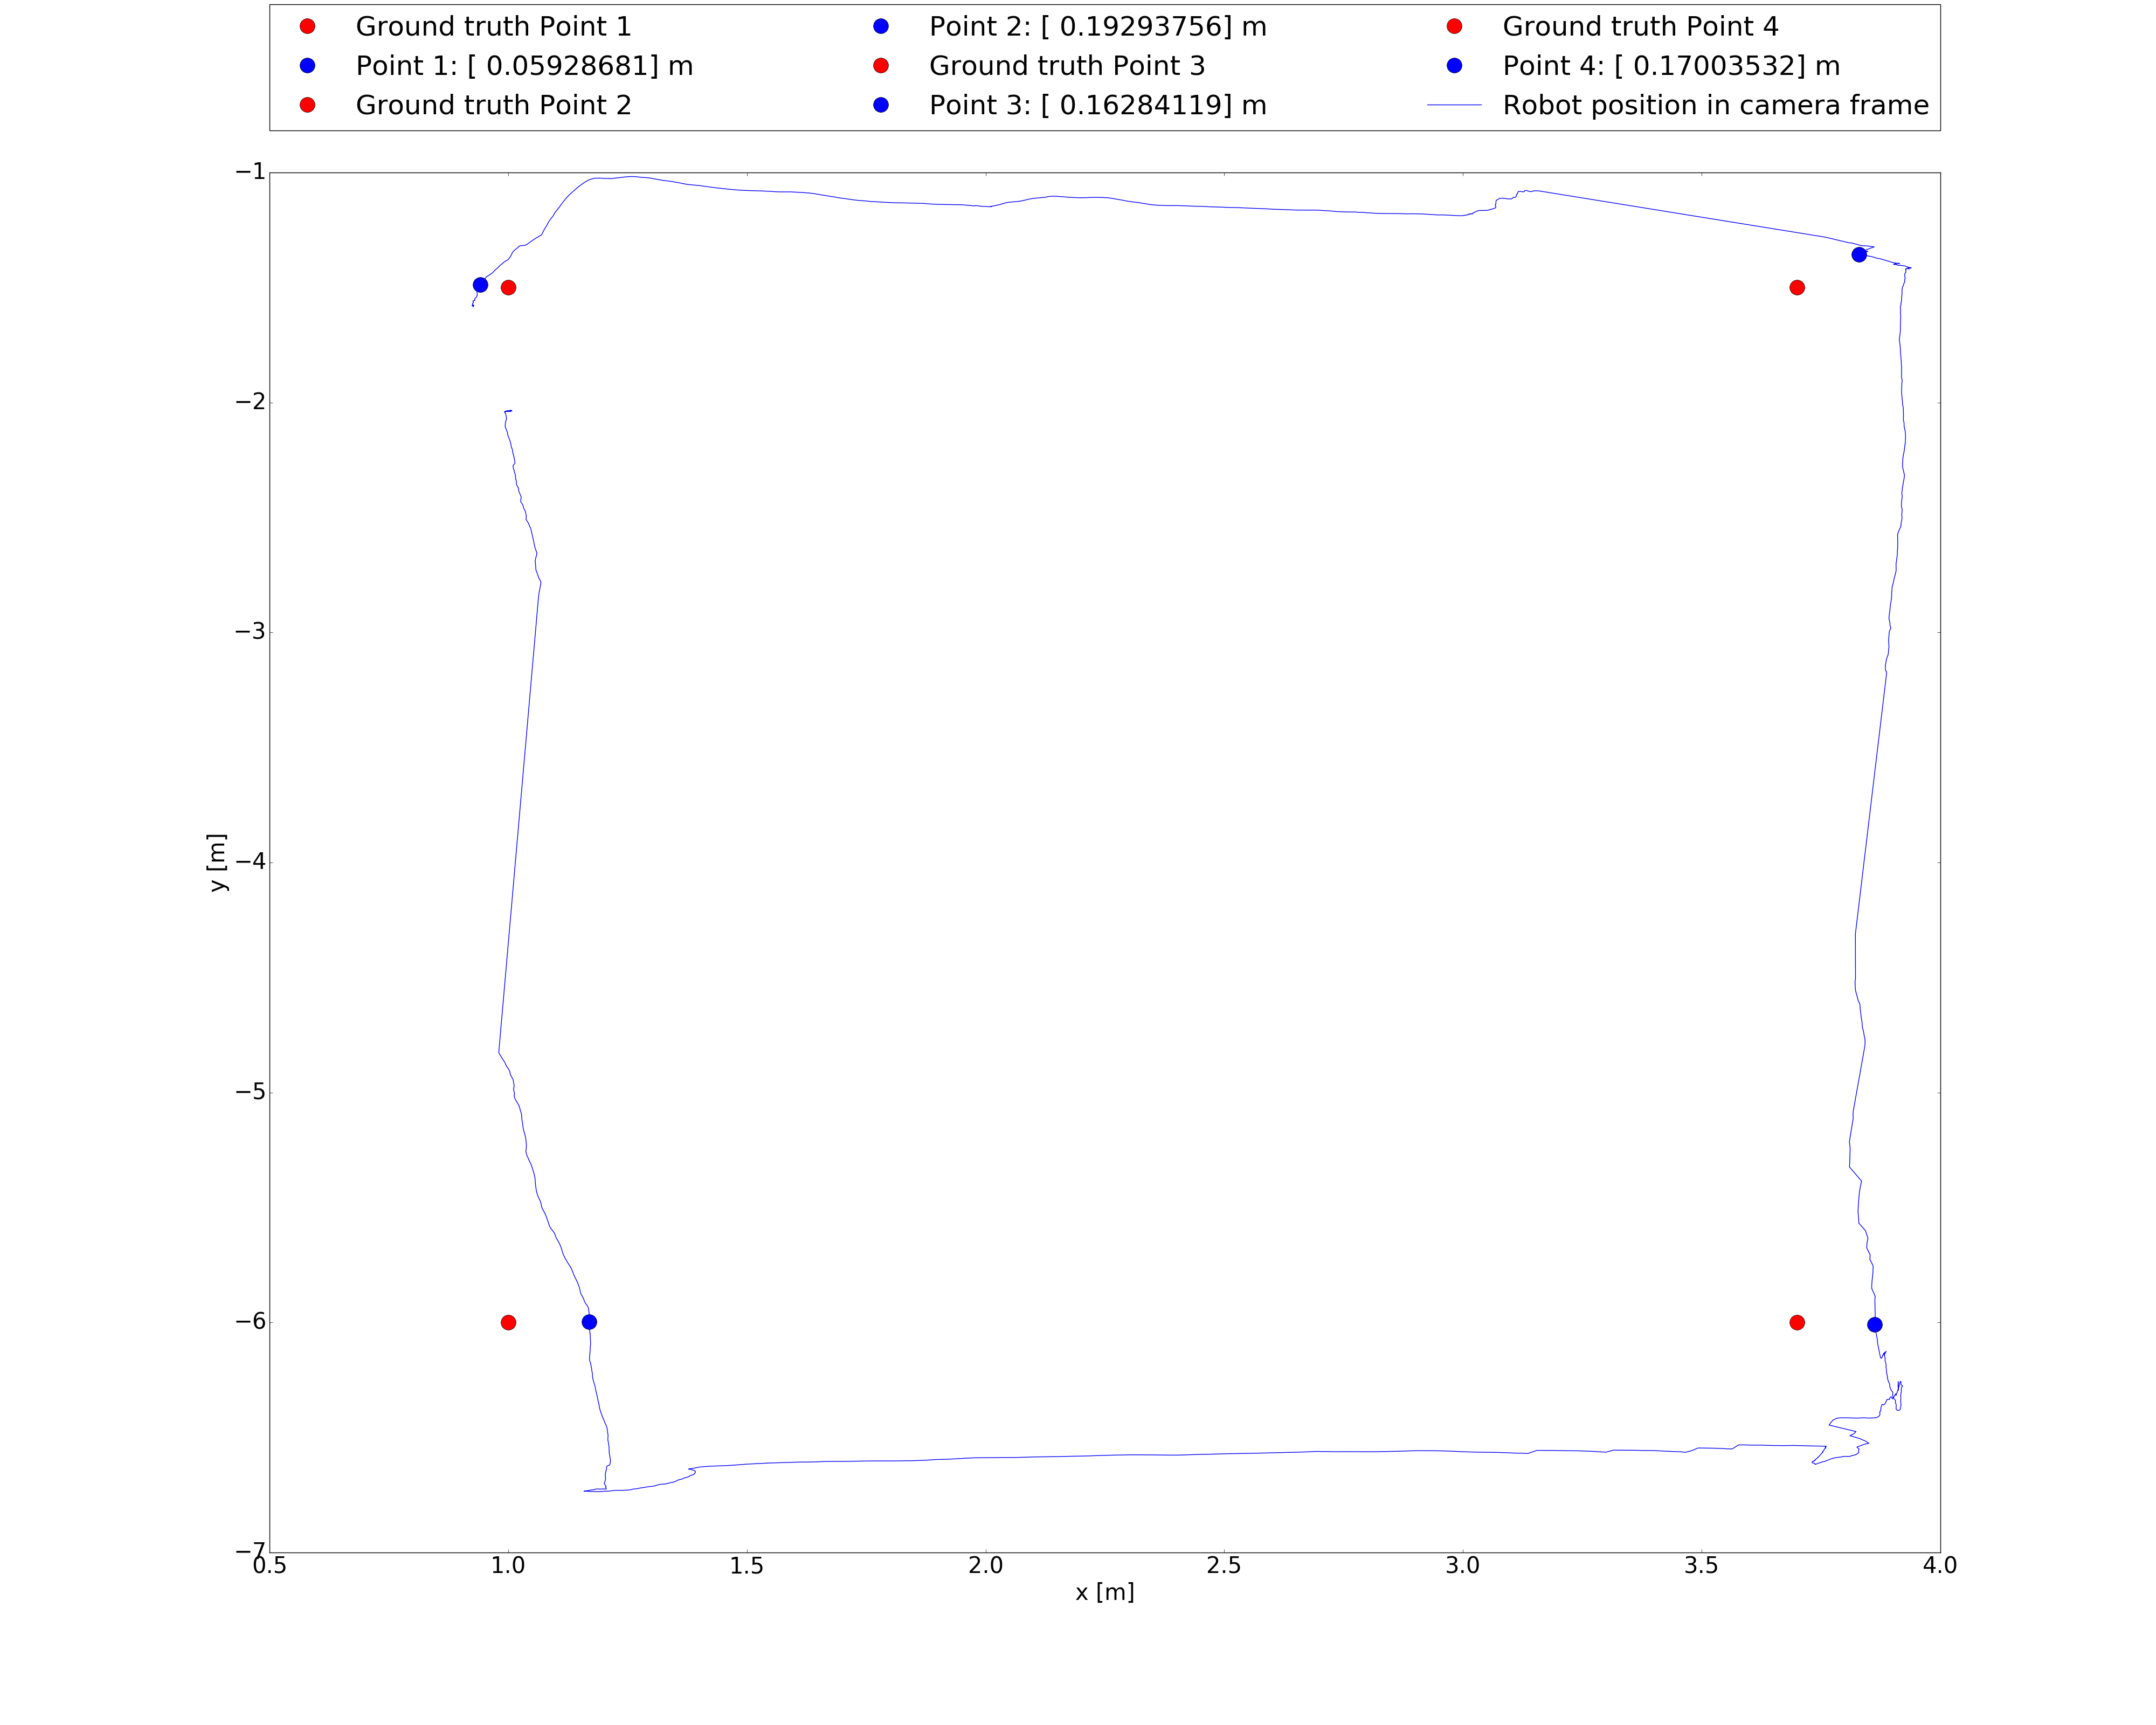 Ground truth Point 1
Point 1: [ 0.05928681] m
Ground truth Point 2
Point 2: [ 0.19293756] m
Ground truth Point 3
Point 3: [ 0.16284119] m
Ground truth Point 4
Point 4: [ 0.17003532] m
Robot position in camera frame
−1
−2
−3
−4
−5
−6
−7
y [m]
0.5 1.0 1.5 2.0 2.5 3.0 3.5 4.0
x [m]